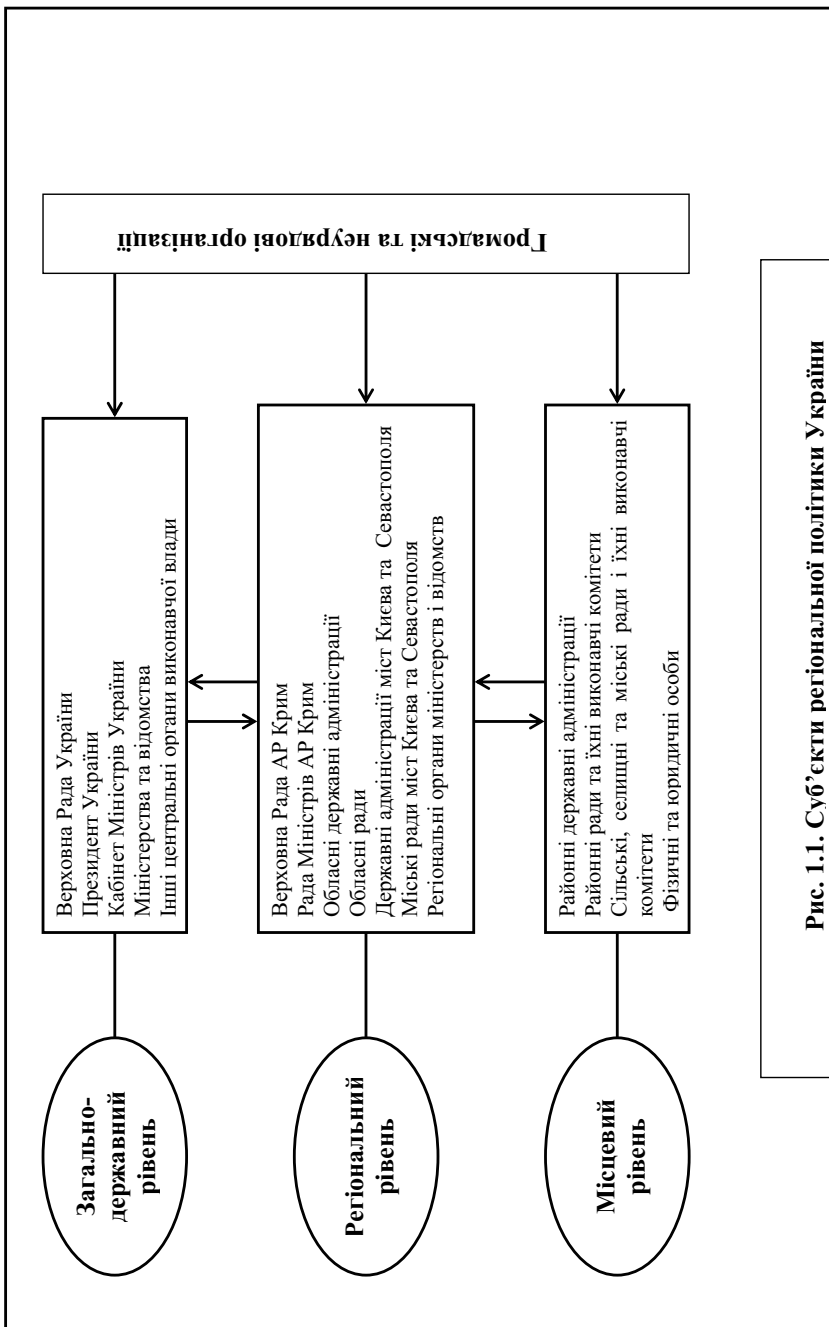 Загально-
державний
рівень
Верховна Рада України
Президент України
Кабінет Міністрів України
Міністерства та відомства
Інші центральні органи виконавчої влади
Регіональний
рівень
Верховна Рада АР Крим
Рада Міністрів АР Крим
Обласні державні адміністрації
Обласні ради
Державні адміністрації міст Києва та Севастополя
Міські ради міст Києва та Севастополя
Регіональні органи міністерств і відомств
Місцевий
рівень
Районні державні адміністрації
Районні ради та їхні виконавчі комітети
Сільські, селищні та міські ради і їхні виконавчі
комітети
Фізичні та юридичні особи
Громадські та неурядові організації
Рис. 1.1. Суб’єкти регіональної політики України